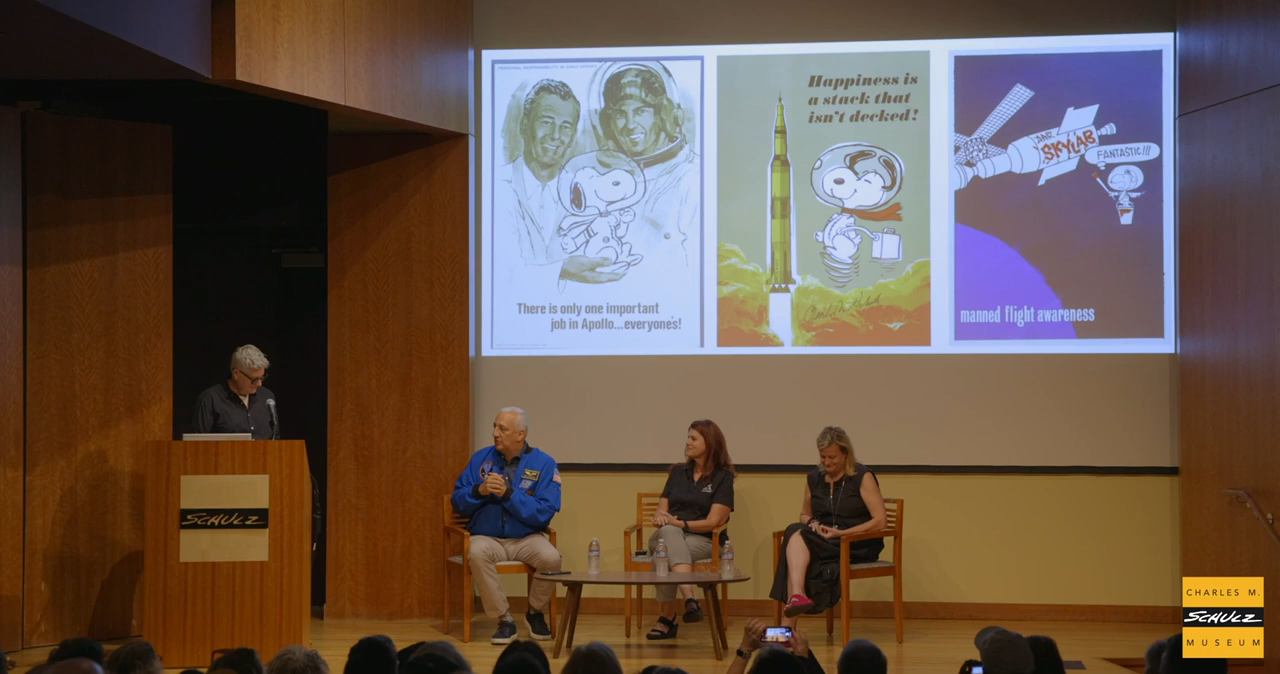 There is only one important
job in Apollo...everyone's!
Happiness is
a stack that
isn't decked!
AND
SKYLAB
FANTASTIC!!!
manned flight awareness
SCHULZ
CHARLES M.
SCHULZ
MUSEUM